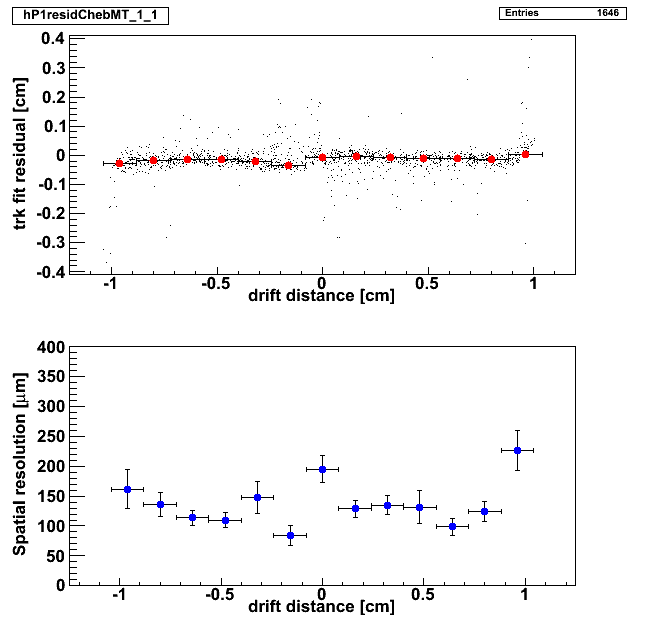 hP1residChebMT_1_1
Entries 1646
0.4
0.3
0.2
0.1
0
-0.1
-0.2
-0.3
-0.4
trk fit residual [cm]
-1 -0.5 0 0.5 1
drift distance [cm]
400
350
300
250
200
150
100
50
0
Spatial resolution [μm]
-1 -0.5 0 0.5 1
drift distance [cm]